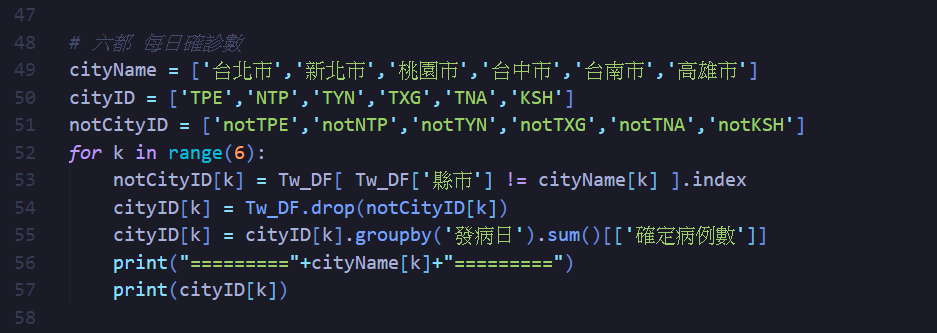 47
48 # 六都 每日確診數
49 cityName = ['台北市','新北市','桃園市','台中市','台南市','高雄市']
50 cityID = ['TPE','NTP','TYN','TXG','TNA','KSH']
51 notCityID = ['notTPE','notNTP','notTYN','notTXG','notTNA','notKSH']
52 for k in range(6):
53     notCityID[k] = Tw_DF[ Tw_DF['縣市'] != cityName[k] ].index
54     cityID[k] = Tw_DF.drop(notCityID[k])
55     cityID[k] = cityID[k].groupby('發病日').sum()[['確定病例數']]
56     print("========="+cityName[k]+"=========")
57     print(cityID[k])
58